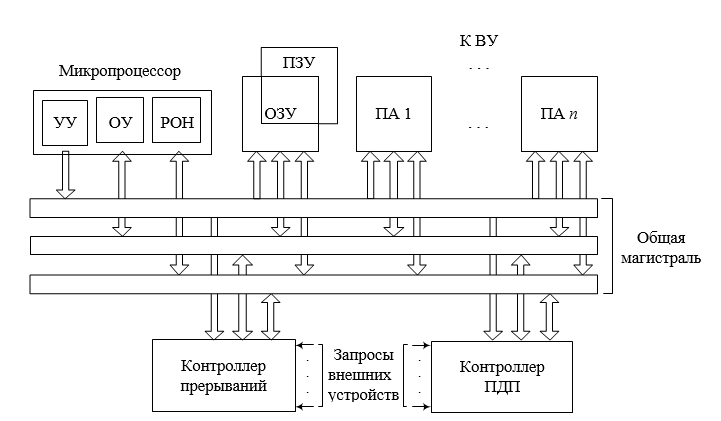 К ВУ
. . .
Микропроцессор
УУ
ОУ
РОН
ПЗУ
ОЗУ
ПА 1
. . .
ПА n
Общая
магистраль
Контроллер
прерываний
Запросы
внешних
устройств
Контроллер
ПДП